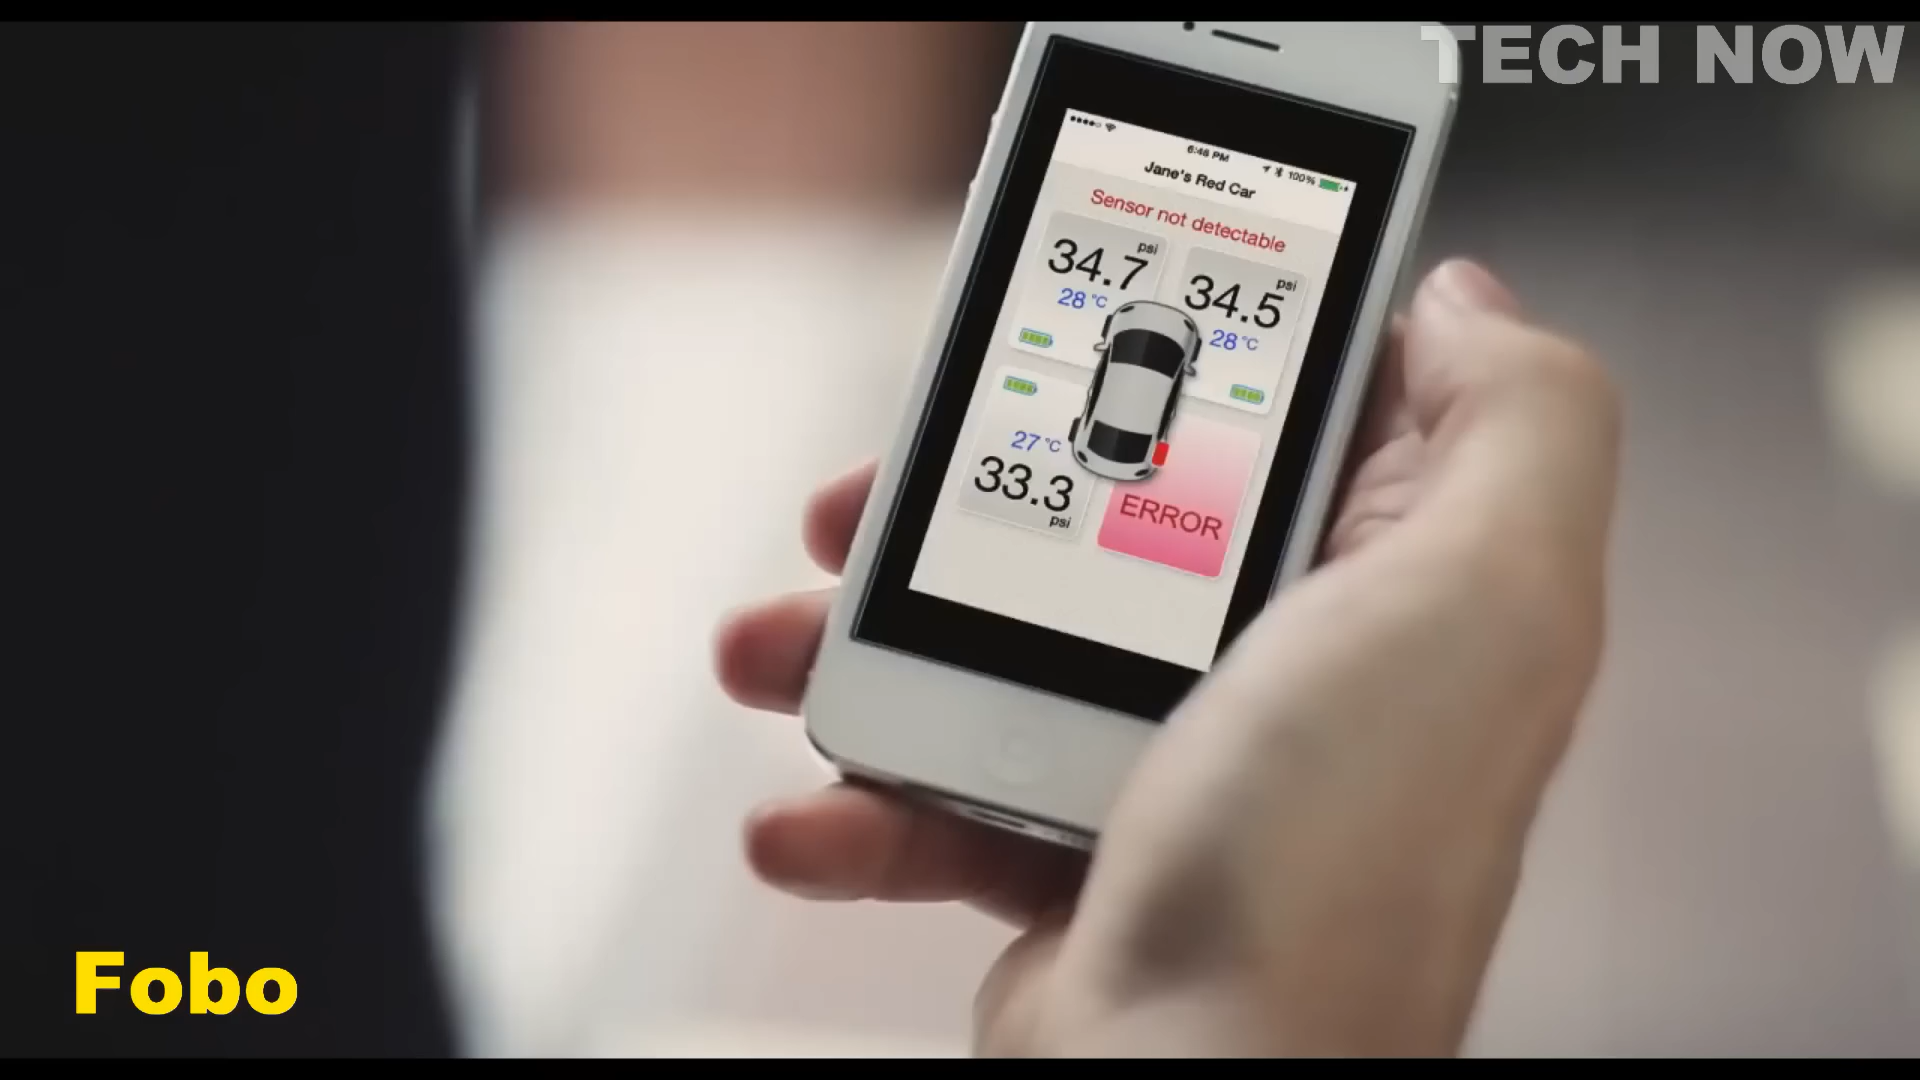 TECH NOW
6:46 PM
100%
Jane's Red Car
Sensor not detectable
34.7 psi
28 °C
34.5 psi
28 °C
27 °C
33.3 psi
ERROR
Fobo